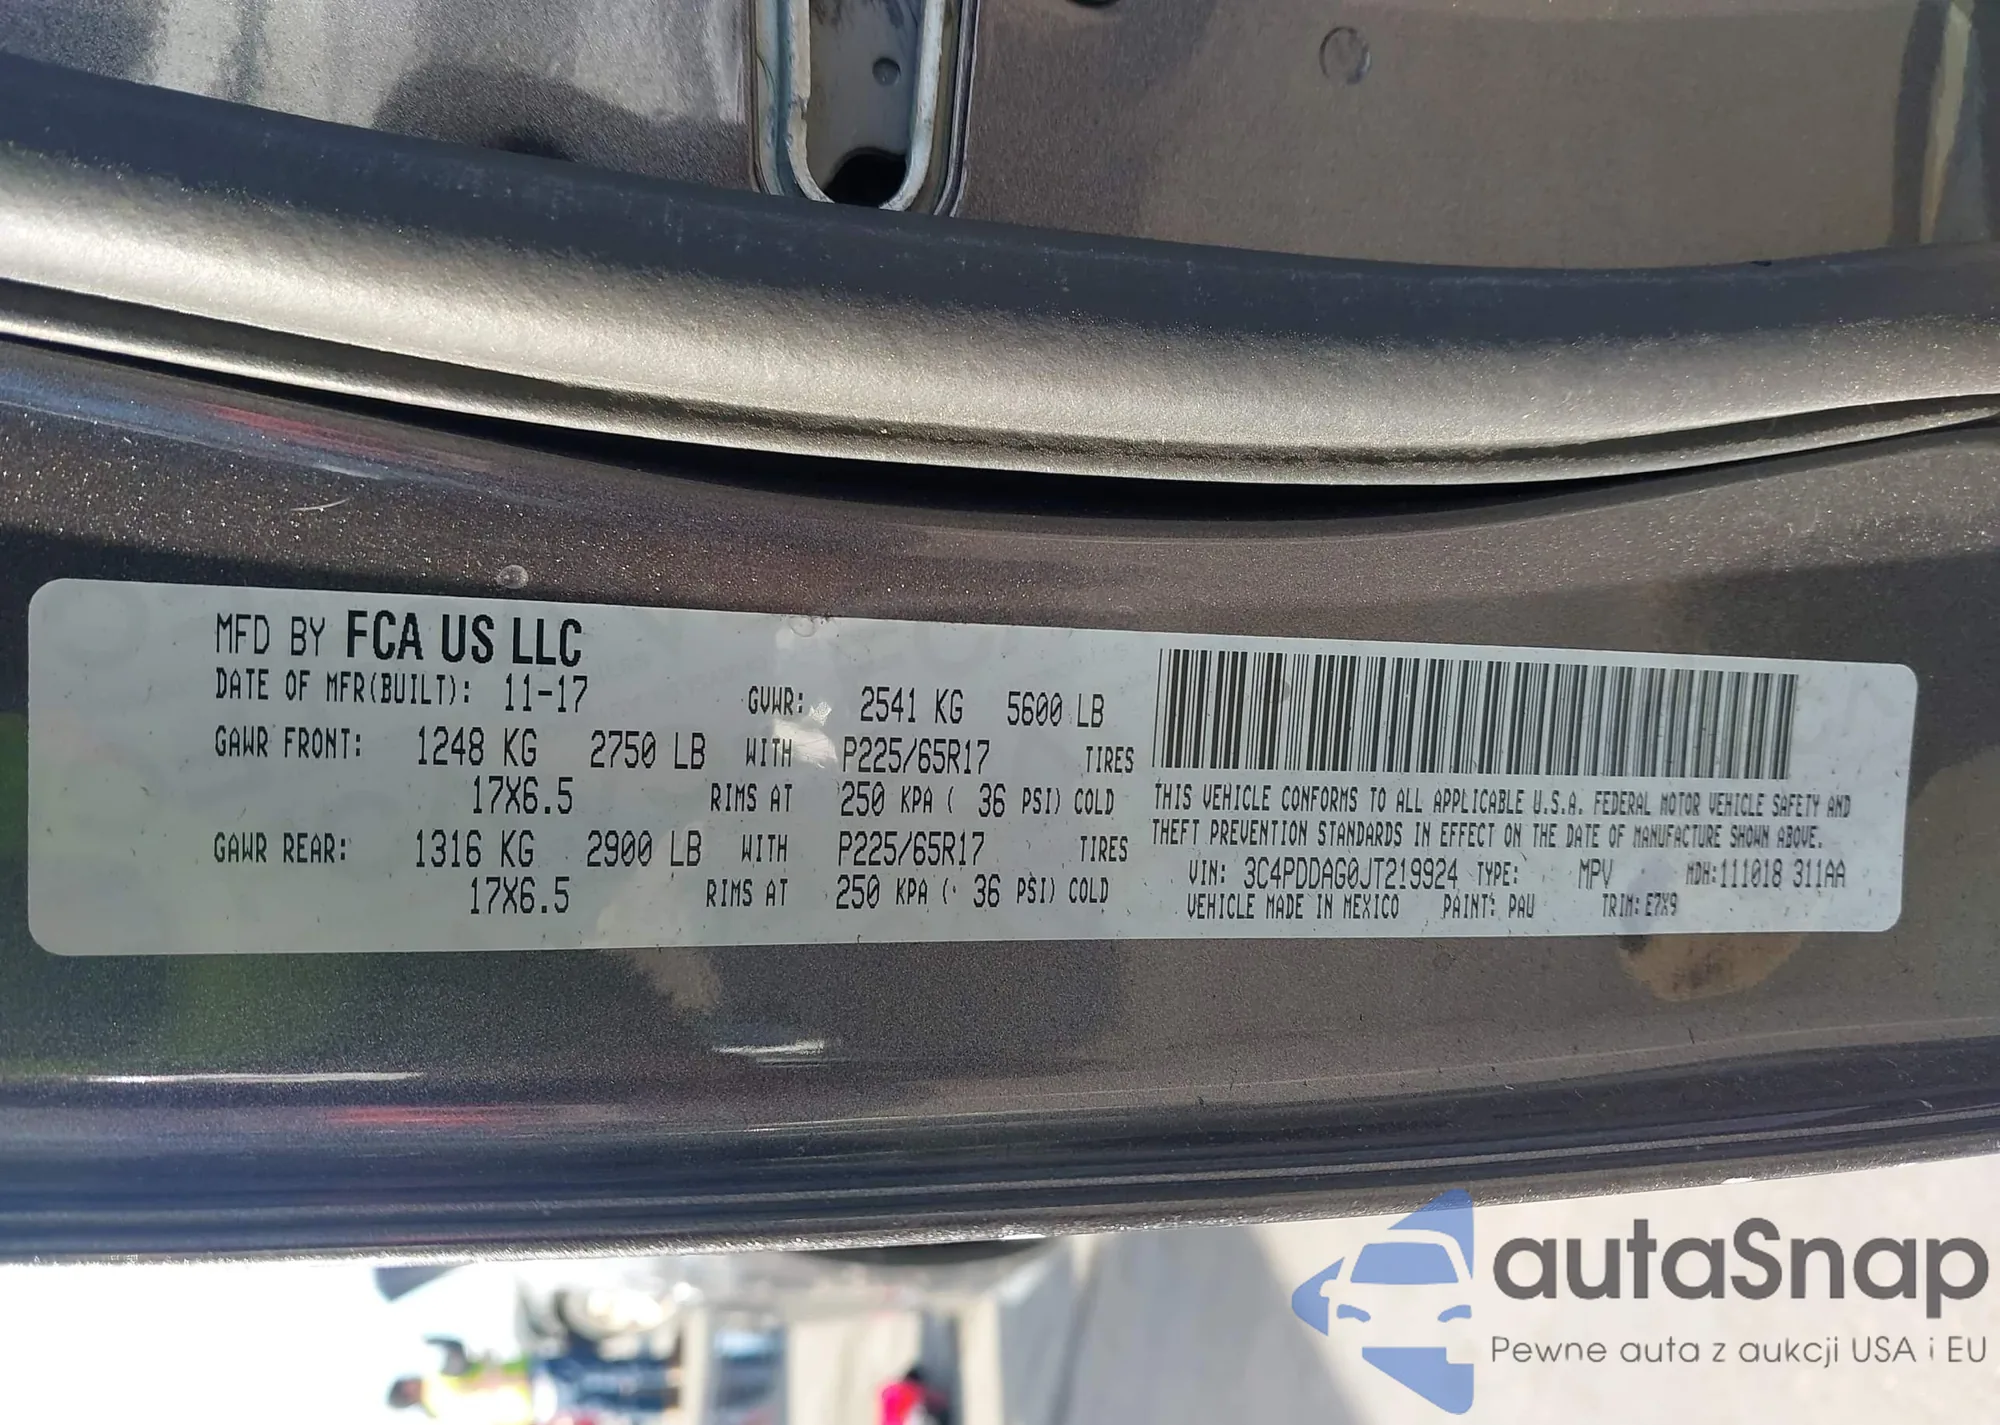 MFD BY FCA US LLC
DATE OF MFR(BUILT): 11-17 GVWR: 2541 KG 5600 LB
GAWR FRONT: 1248 KG 2750 LB WITH P225/65R17 TIRES
17X6.5 RIMS AT 250 KPA ( 36 PSI) COLD
GAWR REAR: 1316 KG 2900 LB WITH P225/65R17 TIRES
17X6.5 RIMS AT 250 KPA ( 36 PSI) COLD
THIS VEHICLE CONFORMS TO ALL APPLICABLE U.S.A. FEDERAL MOTOR VEHICLE SAFETY AND
THEFT PREVENTION STANDARDS IN EFFECT ON THE DATE OF MANUFACTURE SHOWN ABOVE.
VIN: 3C4PDDAG0JT219924 TYPE: MPV MDH:111018 311AA
VEHICLE MADE IN MEXICO PAINT: PAU TRIM: E7X9
autaSnap
Pewne auta z aukcji USA i EU